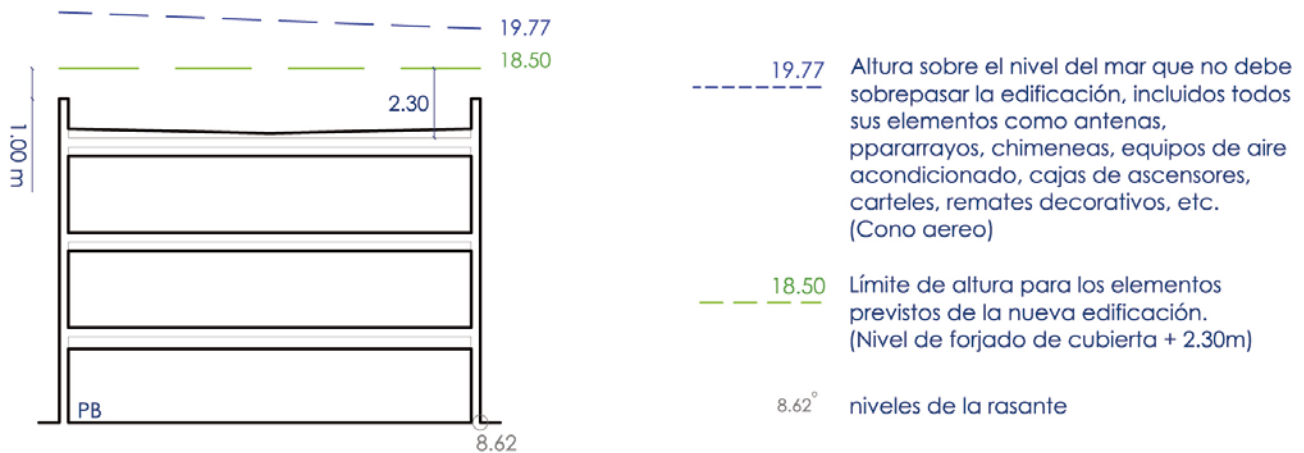 19.77
18.50
2.30
1.00 m
PB
8.62
19.77 Altura sobre el nivel del mar que no debe
sobrepasar la edificación, incluidos todos
sus elementos como antenas,
ppararrayos, chimeneas, equipos de aire
acondicionado, cajas de ascensores,
carteles, remates decorativos, etc.
(Cono aereo)
18.50 Límite de altura para los elementos
previstos de la nueva edificación.
(Nivel de forjado de cubierta + 2.30m)
8.62° niveles de la rasante